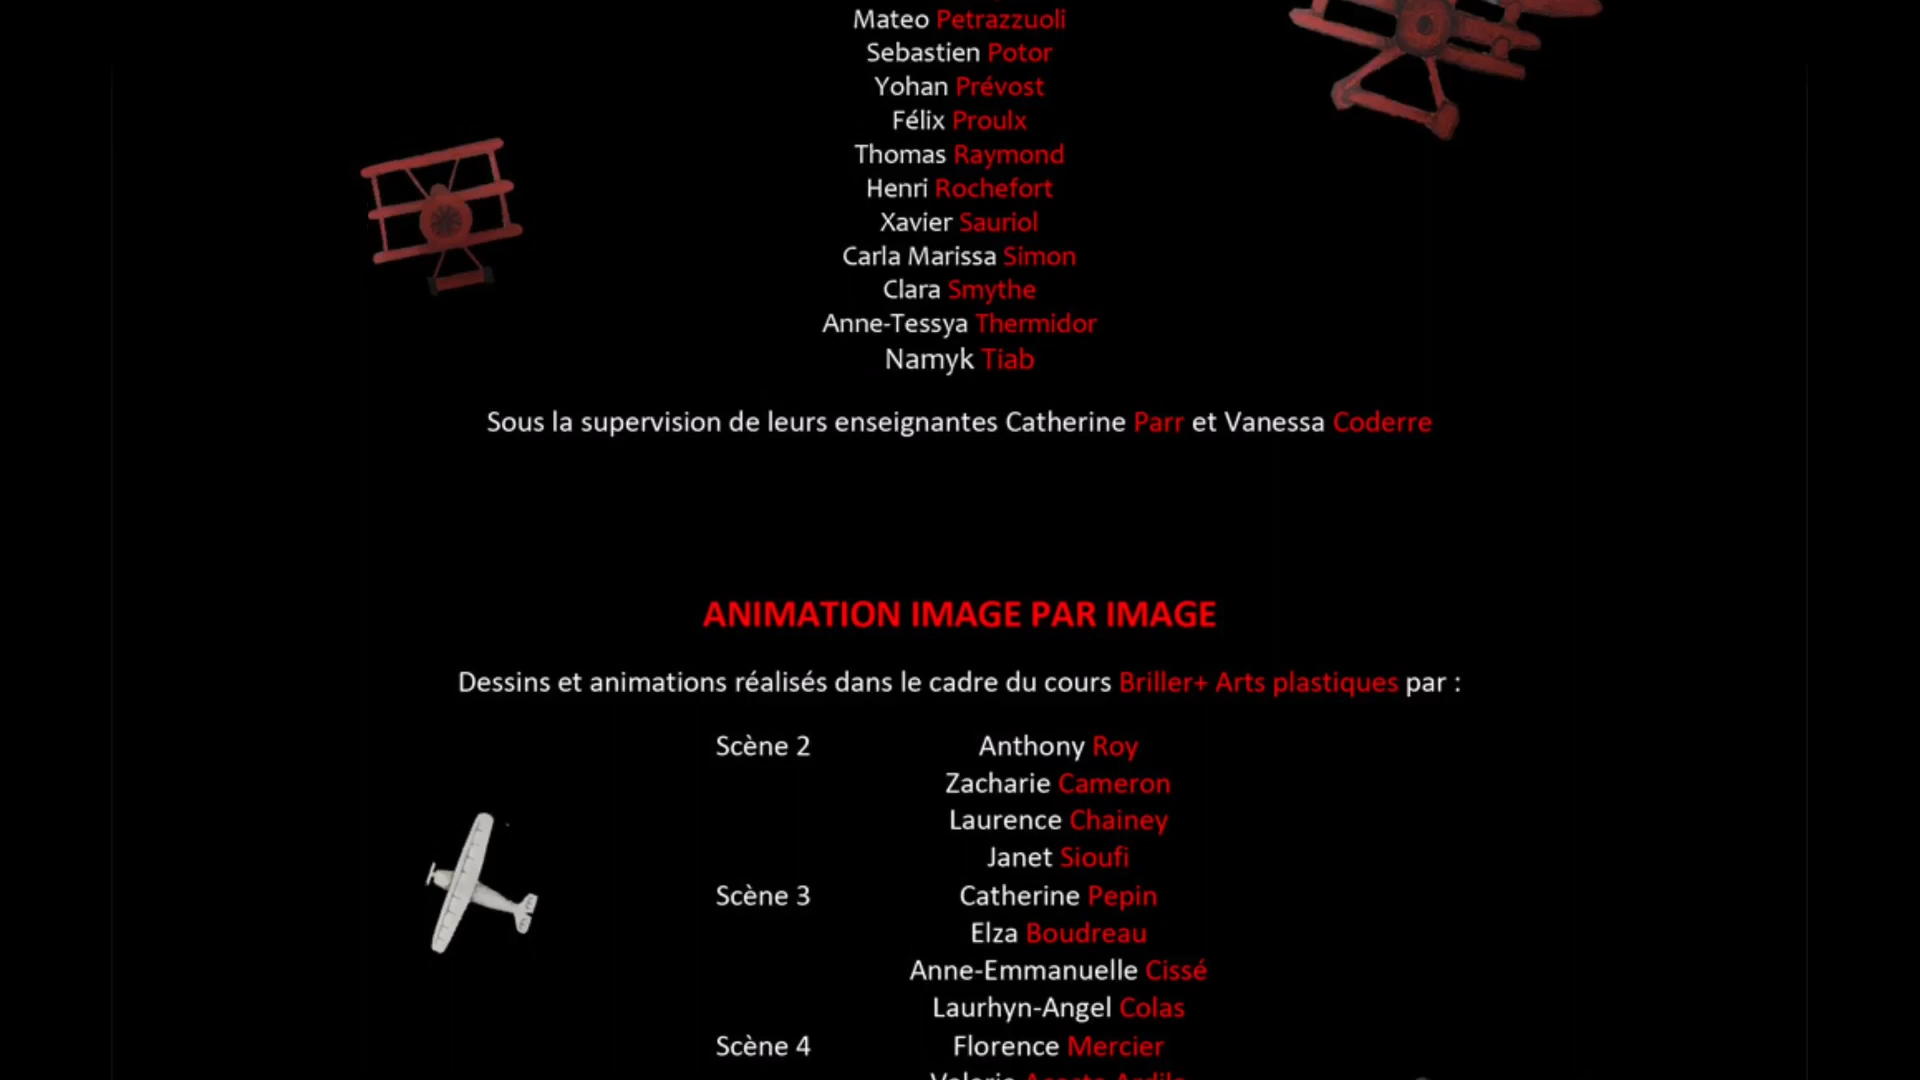 Mateo Petrazzuoli
Sebastien Potor
Yohan Prévost
Félix Proulx
Thomas Raymond
Henri Rochefort
Xavier Sauriol
Carla Marissa Simon
Clara Smythe
Anne-Tessya Thermidor
Namyk Tiab
Sous la supervision de leurs enseignantes Catherine Parr et Vanessa Coderre
ANIMATION IMAGE PAR IMAGE
Dessins et animations réalisés dans le cadre du cours Briller+ Arts plastiques par :
Scène 2 Anthony Roy
Zacharie Cameron
Laurence Chainey
Janet Sioufi
Scène 3 Catherine Pepin
Elza Boudreau
Anne-Emmanuelle Cissé
Laurhyn-Angel Colas
Scène 4 Florence Mercier